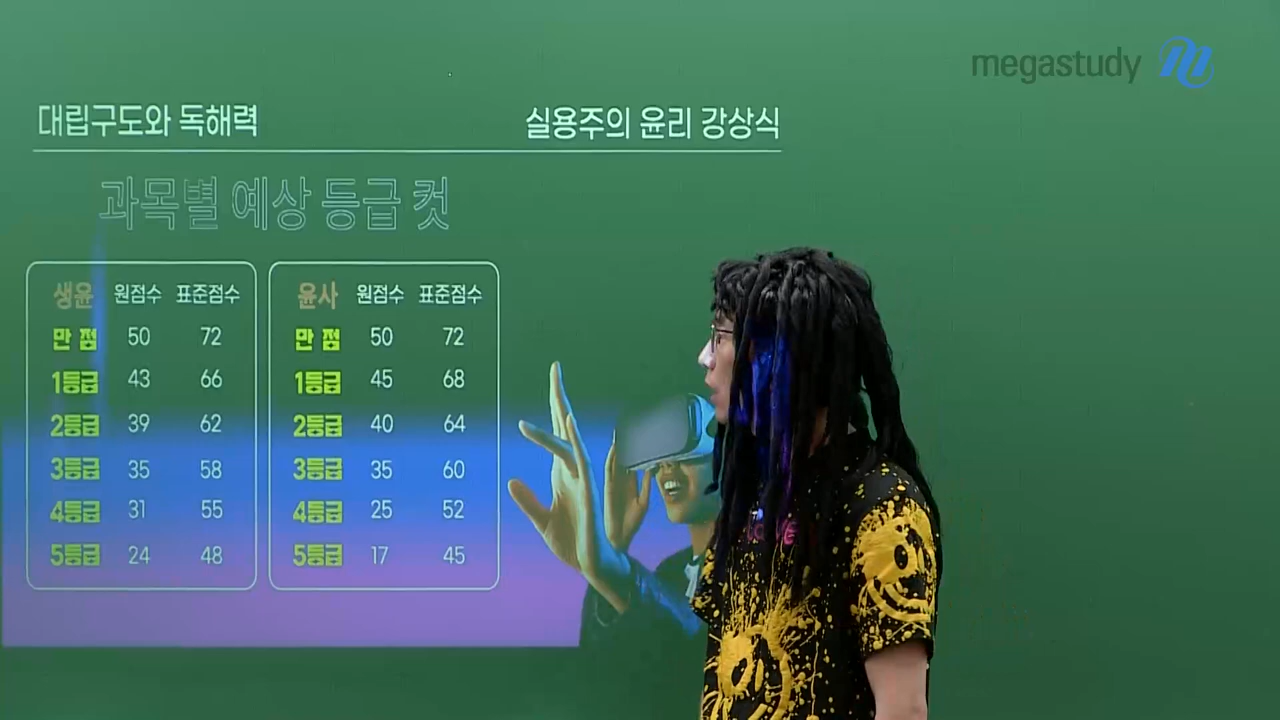 megastudy
대립구도와 독해력 실용주의 윤리 강상식
과목별 예상 등급 컷
생윤 원점수 표준점수
만 점 50 72
1등급 43 66
2등급 39 62
3등급 35 58
4등급 31 55
5등급 24 48
윤사 원점수 표준점수
만 점 50 72
1등급 45 68
2등급 40 64
3등급 35 60
4등급 25 52
5등급 17 45